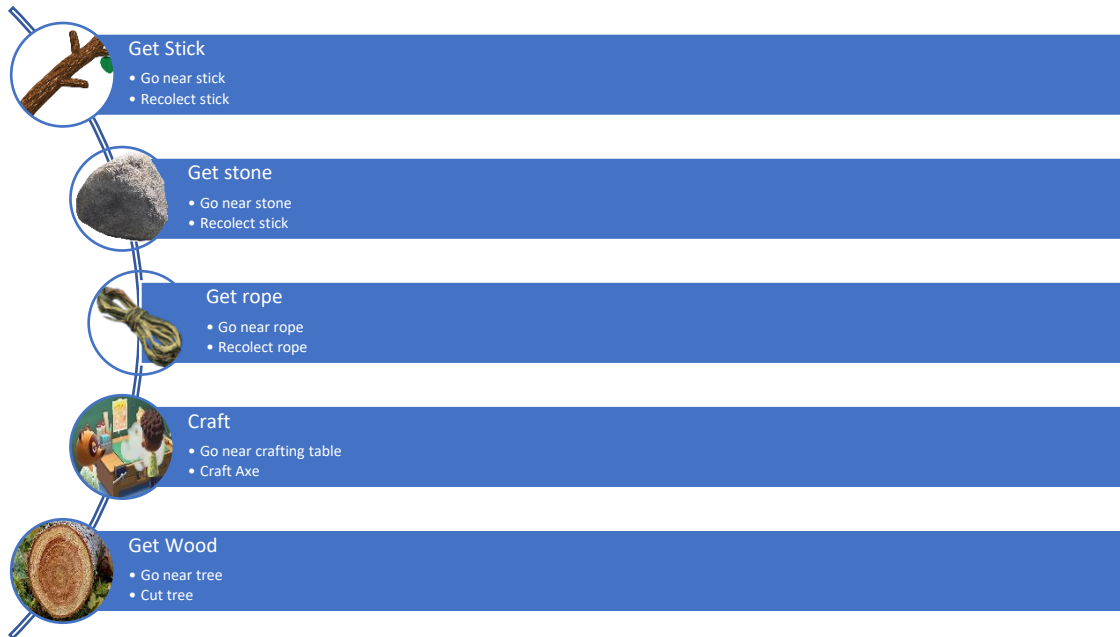 Get Stick
• Go near stick
• Recolect stick
Get stone
• Go near stone
• Recolect stick
Get rope
• Go near rope
• Recolect rope
Craft
• Go near crafting table
• Craft Axe
Get Wood
• Go near tree
• Cut tree